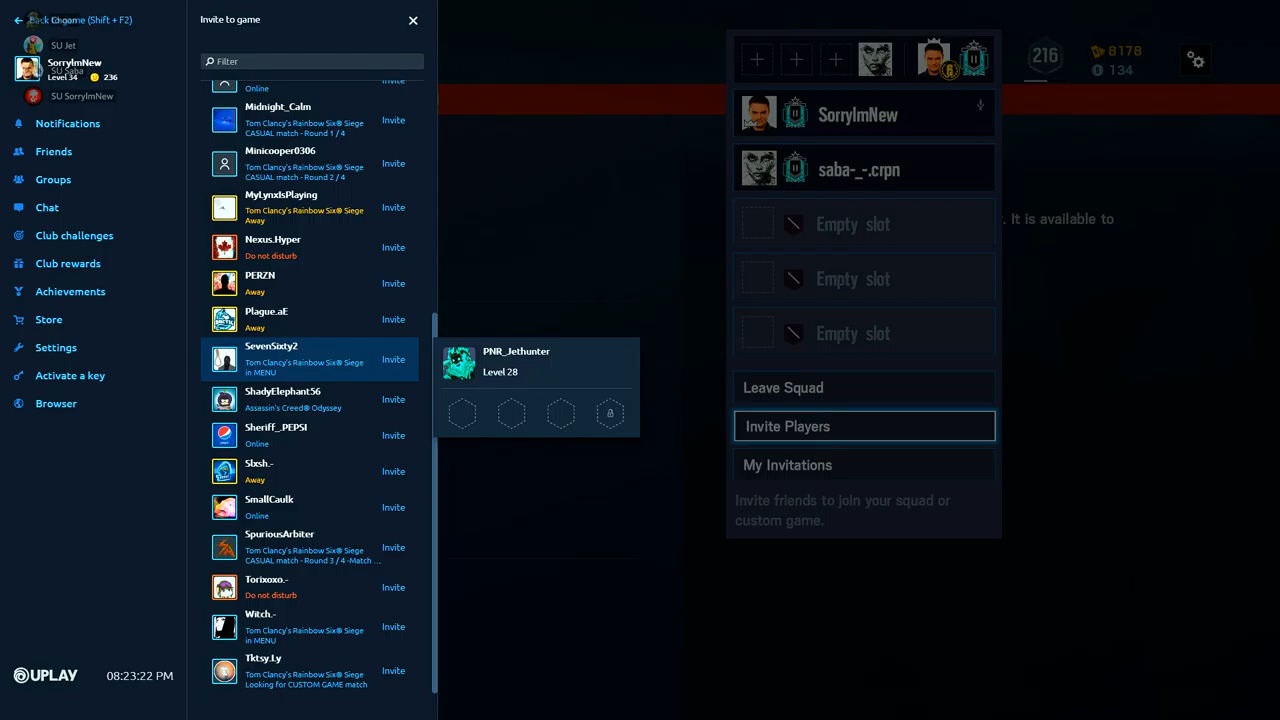 Back to game (Shift + F2)
SU Jet
SorryImNew
Level 34
236
SU Saba
SU SorryImNew
Notifications
Friends
Groups
Chat
Club challenges
Club rewards
Achievements
Store
Settings
Activate a key
Browser
UPLAY
08:23:22 PM
Invite to game
Filter
Online
Midnight_Calm
Tom Clancy's Rainbow Six® Siege
CASUAL match - Round 1 / 4
Invite
Minicooper0306
Tom Clancy's Rainbow Six® Siege
CASUAL match - Round 2 / 4
Invite
MyLynxIsPlaying
Tom Clancy's Rainbow Six® Siege
Away
Invite
Nexus.Hyper
Do not disturb
Invite
PERZN
Away
Invite
Plague.aE
Away
Invite
SevenSixty2
Tom Clancy's Rainbow Six® Siege
in MENU
Invite
ShadyElephant56
Assassin's Creed® Odyssey
Invite
Sheriff_.PEPSI
Online
Invite
Slxsh.-
Away
Invite
SmallCaulk
Online
Invite
SpuriousArbiter
Tom Clancy's Rainbow Six® Siege
CASUAL match - Round 3 / 4 -Match ...
Invite
Torixoxo.-
Do not disturb
Invite
Witch.-
Tom Clancy's Rainbow Six® Siege
in MENU
Invite
Tktsy.Ly
Tom Clancy's Rainbow Six® Siege
Looking for CUSTOM GAME match
Invite
PNR_Jethunter
Level 28
216
8178
134
SorryImNew
saba-_-.crpn
Empty slot
Empty slot
Empty slot
Leave Squad
Invite Players
My Invitations
Invite friends to join your squad or
custom game.
. It is available to